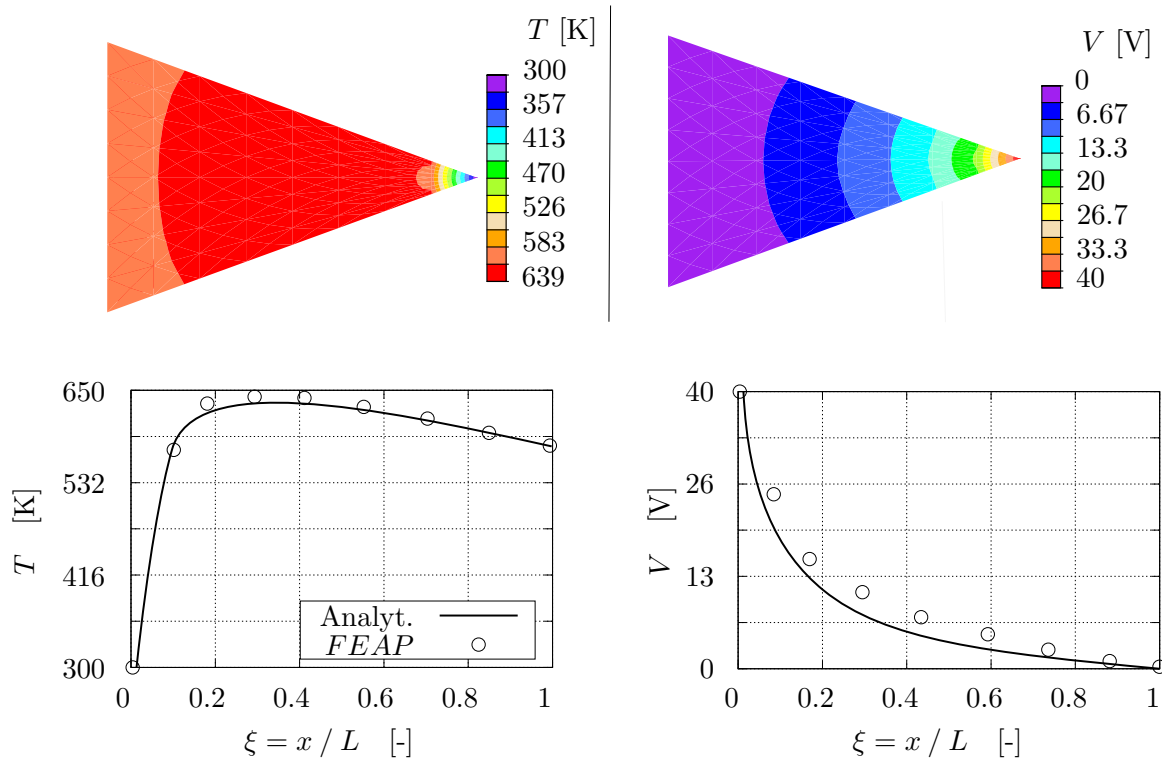 T [K]
300
357
413
470
526
583
639
V [V]
0
6.67
13.3
20
26.7
33.3
40
650
532
416
300
T [K]
Analyt.
FEAP
0 0.2 0.4 0.6 0.8 1
ξ = x / L [-]
40
26
13
0
V [V]
0 0.2 0.4 0.6 0.8 1
ξ = x / L [-]